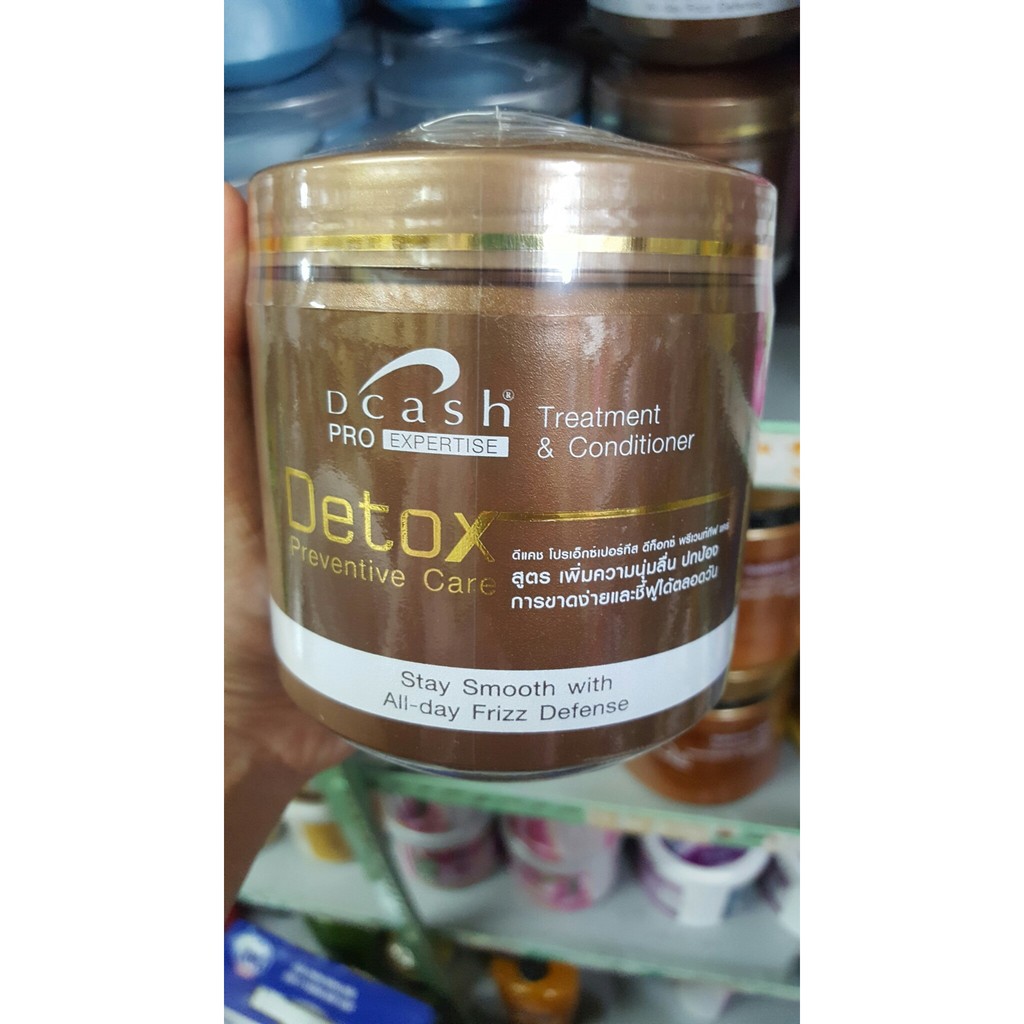 Dcash®
PRO EXPERTISE
Treatment
& Conditioner
Detox
Preventive Care
ดีแคช โปรเอ็กซ์เปอร์ทีส ดีท็อกซ์ พรีเวนท์ทีฟ แคร์
สูตร เพิ่มความนุ่มลื่น ปกป้อง
การขาดง่ายและชี้ฟูได้ตลอดวัน
Stay Smooth with
All-day Frizz Defense